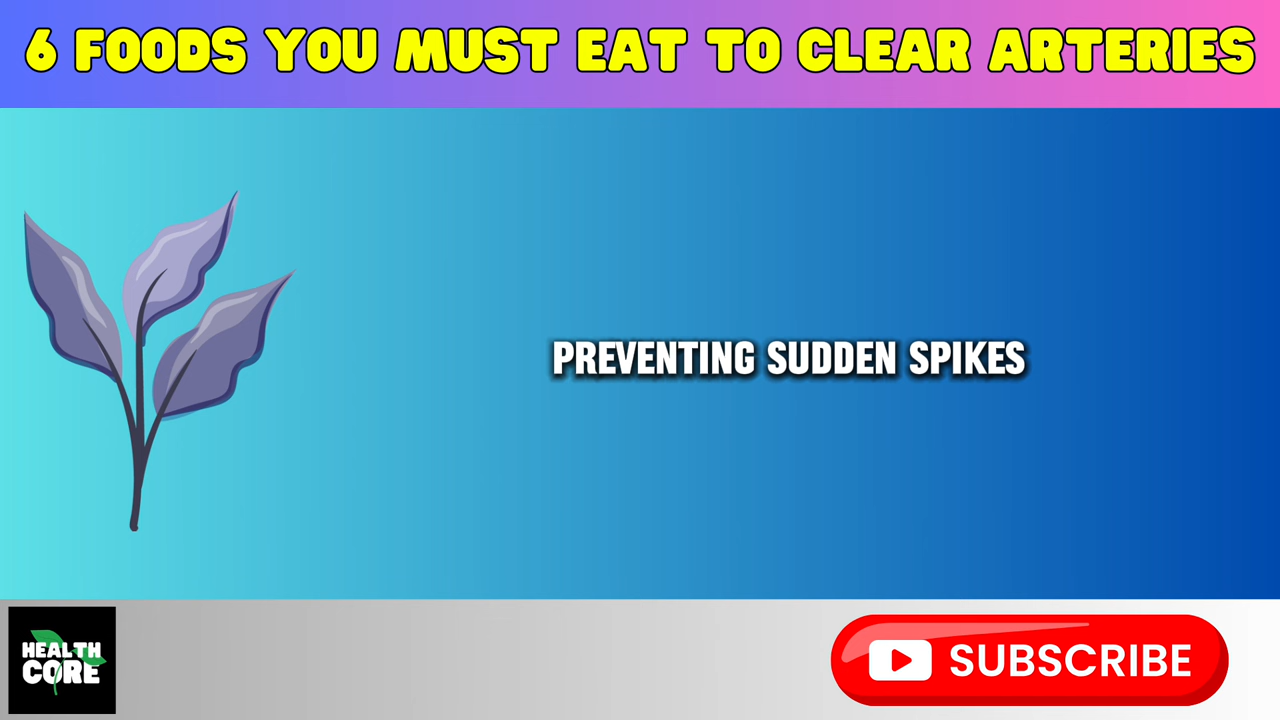 6 FOODS YOU MUST EAT TO CLEAR ARTERIES
PREVENTING SUDDEN SPIKES
HEALTH
CORE
SUBSCRIBE